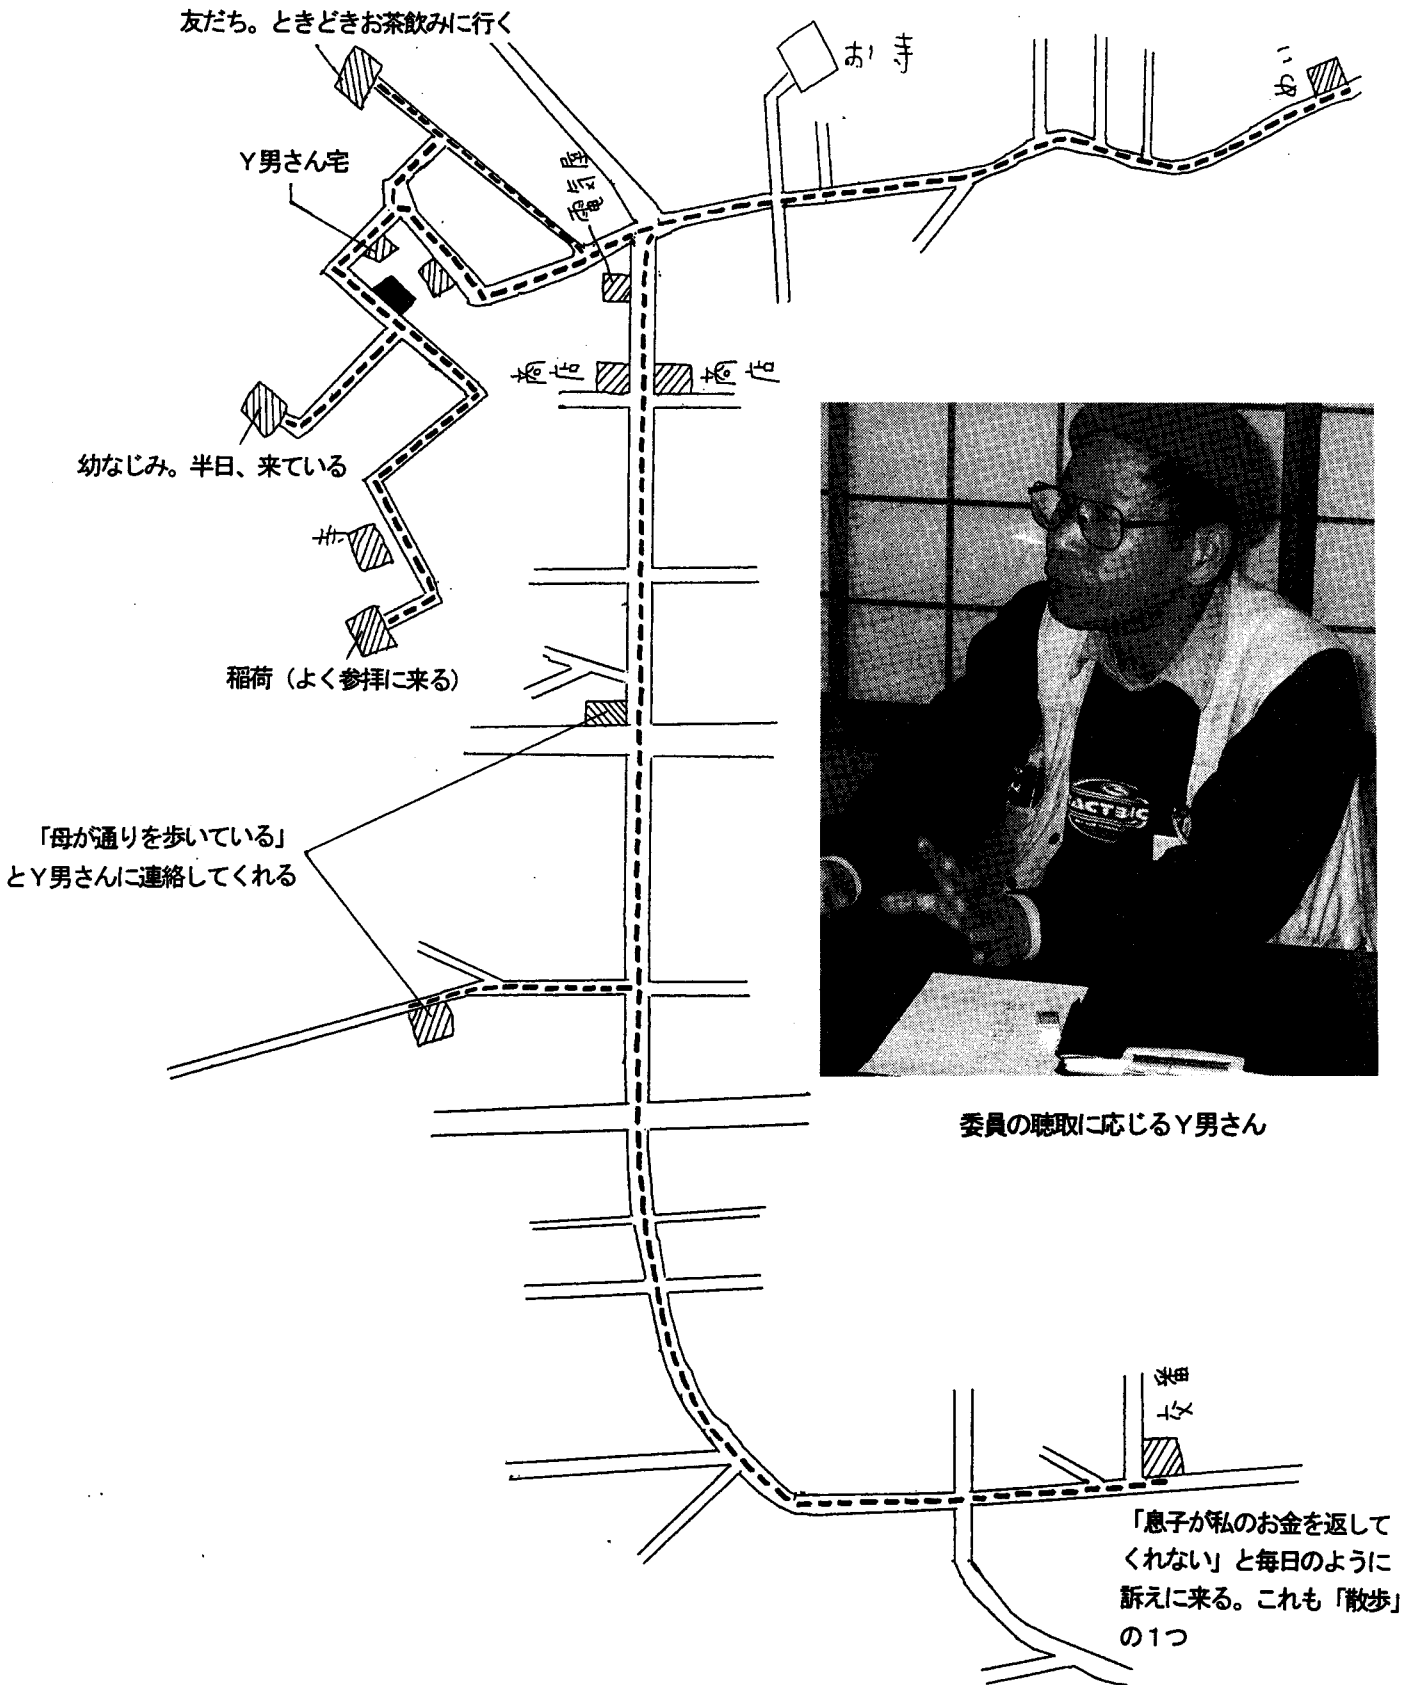 友だち。ときどきお茶飲みに行く
お寺
Y男さん宅
電気屋
商店
商店
幼なじみ。半日、来ている
寺
稲荷（よく参拝に来る）
「母が通りを歩いている」
とY男さんに連絡してくれる
委員の聴取に応じるY男さん
交番
「息子が私のお金を返して
くれない」と毎日のように
訴えに来る。これも「散歩」
の1つ